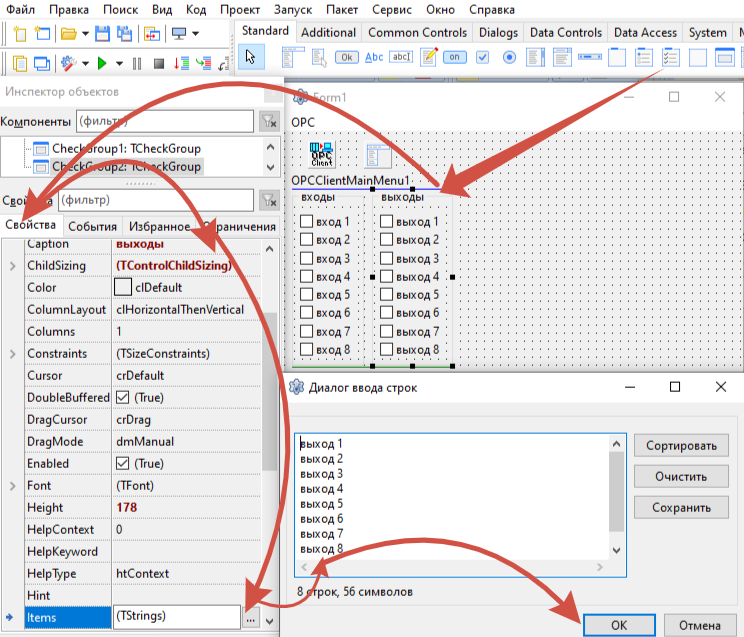 Файл Правка Поиск Вид Код Проект Запуск Пакет Сервис Окно Справка
Standard Additional Common Controls Dialogs Data Controls Data Access System
Ok Abc abcI on
Инспектор объектов
Компоненты (фильтр)
CheckGroup1: TCheckGroup
CheckGroup2: TCheckGroup
(фильтр)
Свойства События Избранное Ограничения
Caption выходы
ChildSizing (TControlChildSizing)
Color clDefault
ColumnLayout clHorizontalThenVertical
Columns 1
Constraints (TSizeConstraints)
Cursor crDefault
DoubleBuffered (True)
DragCursor crDrag
DragMode dmManual
Enabled (True)
Font (TFont)
Height 178
HelpContext 0
HelpKeyword
HelpType htContext
Hint
Items (TStrings) ...
Form1
OPC
OPC
Client
OPCClientMainMenu1
входы выходы
вход 1 выход 1
вход 2 выход 2
вход 3 выход 3
вход 4 выход 4
вход 5 выход 5
вход 6 выход 6
вход 7 выход 7
вход 8 выход 8
Диалог ввода строк
выход 1
выход 2
выход 3
выход 4
выход 5
выход 6
выход 7
выход 8
Сортировать
Очистить
Сохранить
8 строк, 56 символов
OK Отмена